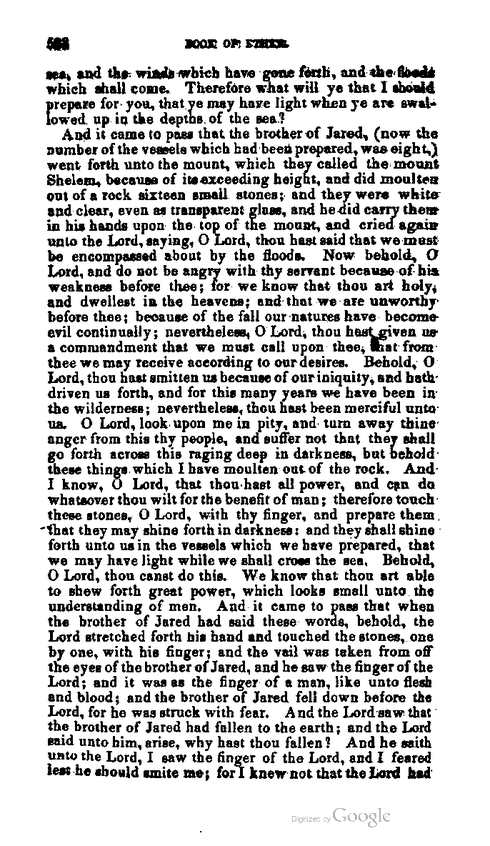 BOOK OF ETHER.
sea, and the winds which have gone forth, and the floods
which shall come. Therefore what will ye that I should
prepare for you, that ye may have light when ye are swal-
lowed up in the depths of the sea?
And it came to pass that the brother of Jared, (now the
number of the vessels which had been prepared, was eight,)
went forth unto the mount, which they called the mount
Shelem, because of its exceeding height, and did moulten
out of a rock sixteen small stones; and they were white
and clear, even as transparent glass, and he did carry them
in his hands upon the top of the mount, and cried again
unto the Lord, saying, O Lord, thou hast said that we must
be encompassed about by the floods. Now behold, O
Lord, and do not be angry with thy servant because of his
weakness before thee; for we know that thou art holy,
and dwellest in the heavens; and that we are unworthy
before thee; because of the fall our natures have become
evil continually; nevertheless, O Lord, thou hast given us
a commandment that we must call upon thee, that from
thee we may receive according to our desires. Behold, O
Lord, thou hast smitten us because of our iniquity, and hath
driven us forth, and for this many years we have been in
the wilderness; nevertheless, thou hast been merciful unto
us. O Lord, look upon me in pity, and turn away thine
anger from this thy people, and suffer not that they shall
go forth across this raging deep in darkness, but behold
these things which I have moulten out of the rock. And
I know, O Lord, that thou hast all power, and can do
whatsover thou wilt for the benefit of man; therefore touch
these stones, O Lord, with thy finger, and prepare them
that they may shine forth in darkness: and they shall shine
forth unto us in the vessels which we have prepared, that
we may have light while we shall cross the sea. Behold,
O Lord, thou canst do this. We know that thou art able
to shew forth great power, which looks small unto the
understanding of men. And it came to pass that when
the brother of Jared had said these words, behold, the
Lord stretched forth his hand and touched the stones, one
by one, with his finger; and the vail was taken from off
the eyes of the brother of Jared, and he saw the finger of the
Lord; and it was as the finger of a man, like unto flesh
and blood; and the brother of Jared fell down before the
Lord, for he was struck with fear. And the Lord saw that
the brother of Jared had fallen to the earth; and the Lord
said unto him, arise, why hast thou fallen? And he saith
unto the Lord, I saw the finger of the Lord, and I feared
lest he should smite me; for I knew not that the Lord had
Digitized by Google